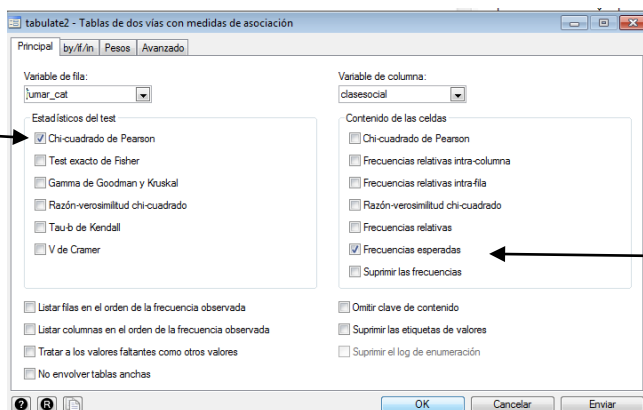 tabulate2 - Tablas de dos vías con medidas de asociación
Principal by/if/in Pesos Avanzado
Variable de fila:
fumar_cat
Estadísticos del test
Chi-cuadrado de Pearson
Test exacto de Fisher
Gamma de Goodman y Kruskal
Razón-verosimilitud chi-cuadrado
Tau-b de Kendall
V de Cramer
Variable de columna:
clasesocial
Contenido de las celdas
Chi-cuadrado de Pearson
Frecuencias relativas intra-columna
Frecuencias relativas intra-fila
Razón-verosimilitud chi-cuadrado
Frecuencias relativas
Frecuencias esperadas
Suprimir las frecuencias
Listar filas en el orden de la frecuencia observada
Listar columnas en el orden de la frecuencia observada
Tratar a los valores faltantes como otros valores
No envolver tablas anchas
Omitir clave de contenido
Suprimir las etiquetas de valores
Suprimir el log de enumeración
OK Cancelar Enviar